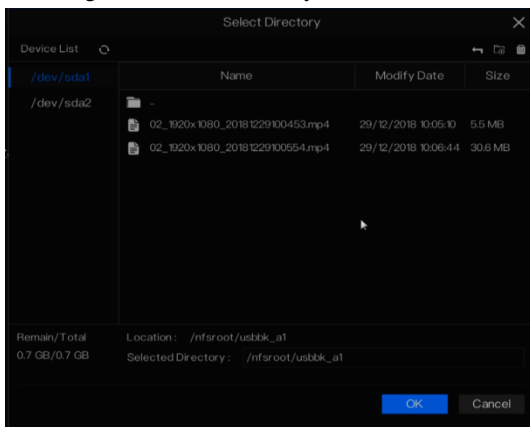 Select Directory
Device List
/dev/sda1
/dev/sda2
Name Modify Date Size
02_1920x1080_20181229100453.mp4 29/12/2018 10:05:10 5.5 MB
02_1920x1080_20181229100554.mp4 29/12/2018 10:06:44 30.6 MB
Remain/Total
0.7 GB/0.7 GB
Location : /nfsroot/usbbk_a1
Selected Directory : /nfsroot/usbbk_a1
OK Cancel